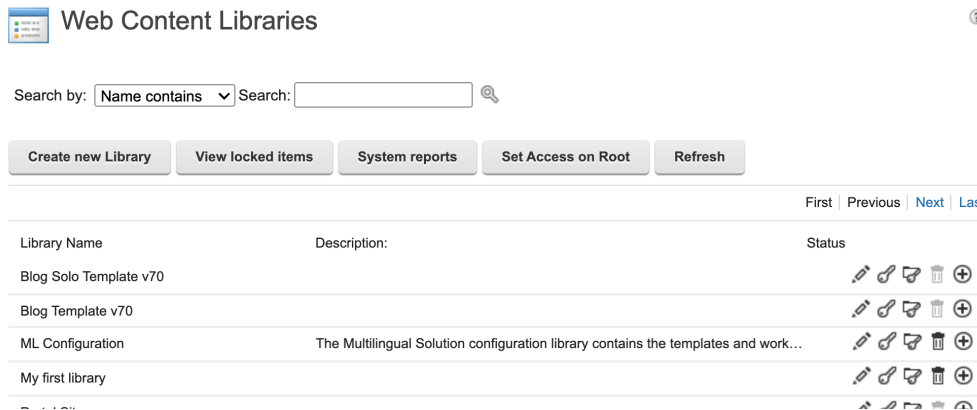 Web Content Libraries
Search by: Name contains Search:
Create new Library View locked items System reports Set Access on Root Refresh
First Previous Next
Library Name Description: Status
Blog Solo Template v70
Blog Template v70
ML Configuration The Multilingual Solution configuration library contains the templates and work...
My first library